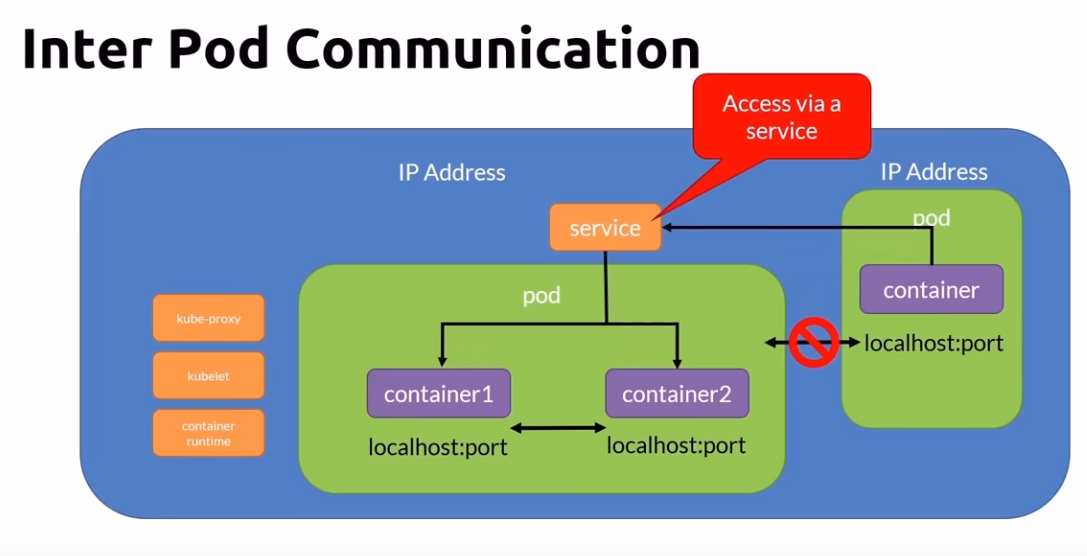 Inter Pod Communication
Access via a
service
IP Address
IP Address
service
pod
pod
container
kube-proxy
localhost:port
kubelet
container1
container2
container
runtime
localhost:port
localhost:port